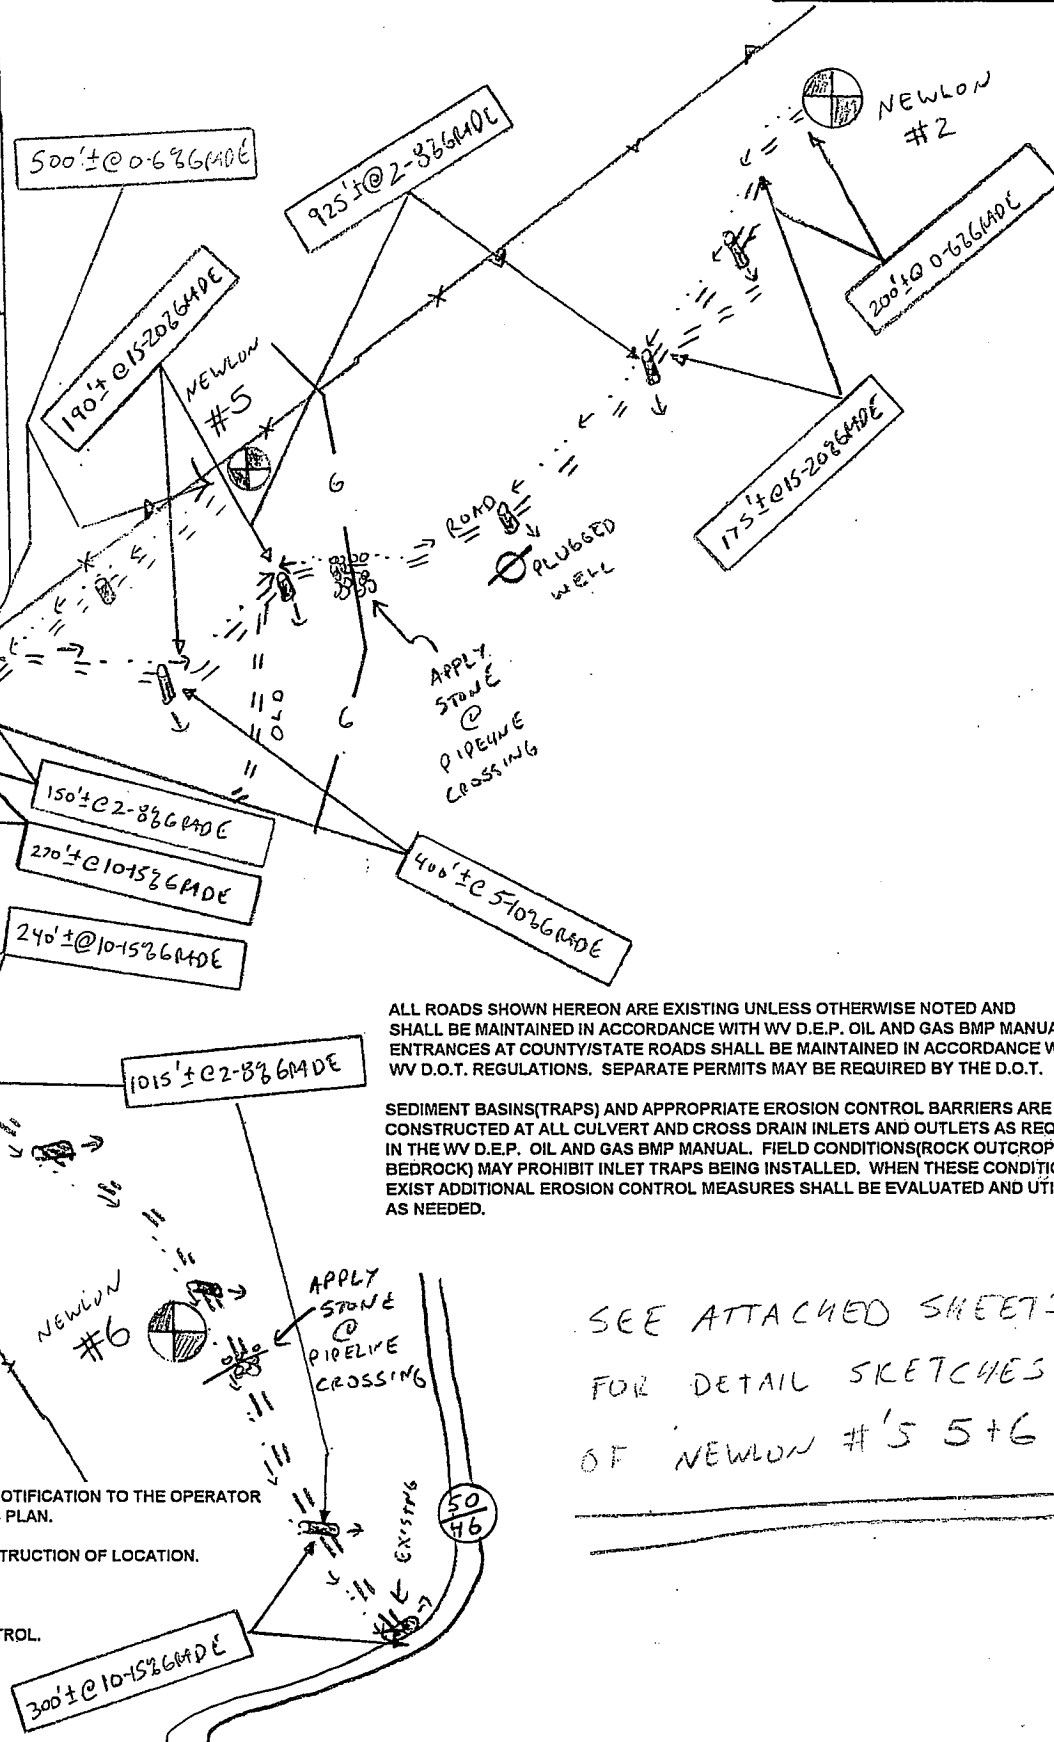 NEWLON
#2
500'± @ 0-6% GRADE
925'± @ 2-8% GRADE
200'± @ 0-6% GRADE
190'± @ 15-20% GRADE
NEWLON
#5
175'± @ 15-20% GRADE
6
ROAD
PLUGGED
WELL
APPLY
STONE
@
PIPELINE
CROSSING
OLD
6
150'± @ 2-8% GRADE
270'± @ 10-15% GRADE
240'± @ 10-15% GRADE
400'± @ 5-10% GRADE
ALL ROADS SHOWN HEREON ARE EXISTING UNLESS OTHERWISE NOTED AND
SHALL BE MAINTAINED IN ACCORDANCE WITH WV D.E.P. OIL AND GAS BMP MANUA
ENTRANCES AT COUNTY/STATE ROADS SHALL BE MAINTAINED IN ACCORDANCE W
WV D.O.T. REGULATIONS. SEPARATE PERMITS MAY BE REQUIRED BY THE D.O.T.
SEDIMENT BASINS(TRAPS) AND APPROPRIATE EROSION CONTROL BARRIERS ARE
CONSTRUCTED AT ALL CULVERT AND CROSS DRAIN INLETS AND OUTLETS AS REQ
IN THE WV D.E.P. OIL AND GAS BMP MANUAL. FIELD CONDITIONS(ROCK OUTCROP
BEDROCK) MAY PROHIBIT INLET TRAPS BEING INSTALLED. WHEN THESE CONDITIO
EXIST ADDITIONAL EROSION CONTROL MEASURES SHALL BE EVALUATED AND UTI
AS NEEDED.
1015'± @ 2-8% GRADE
NEWLON
#6
APPLY
STONE
@
PIPELINE
CROSSING
SEE ATTACHED SHEET
FOR DETAIL SKETCHES
OF NEWLON #'S 5+6
OTIFICATION TO THE OPERATOR
PLAN.
TRUCTION OF LOCATION.
TROL.
EXISTNG
50
46
300'± @ 10-15% GRADE